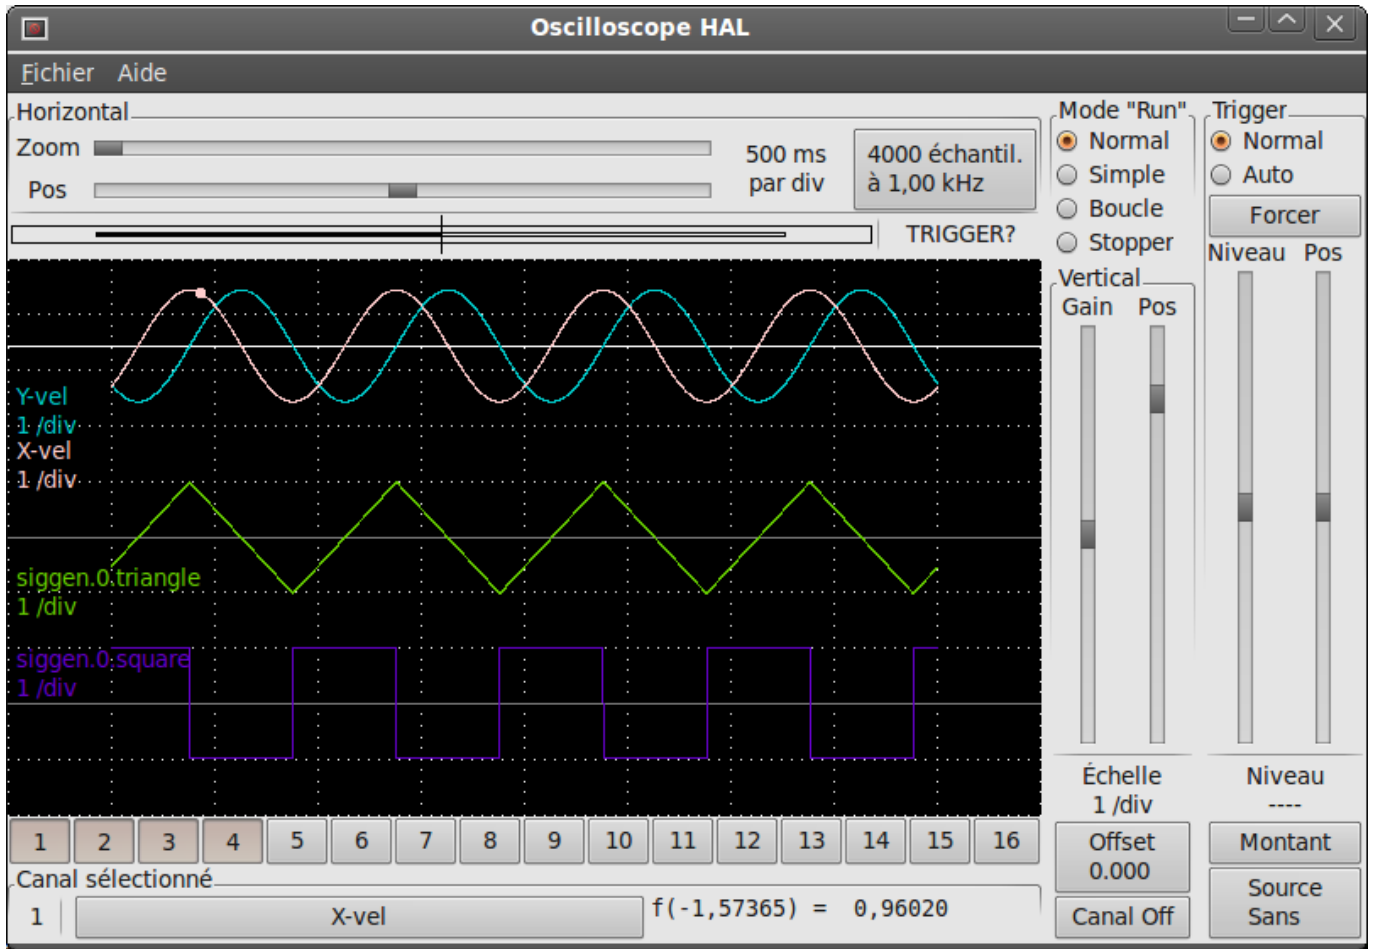 Oscilloscope HAL
Fichier Aide
Horizontal
Zoom
Pos
500 ms
par div
4000 échantil.
à 1,00 kHz
TRIGGER?
Mode "Run"
Normal
Simple
Boucle
Stopper
Trigger
Normal
Auto
Forcer
Niveau Pos
Vertical
Gain Pos
Y-vel
1 /div
X-vel
1 /div
siggen.0.triangle
1 /div
siggen.0.square
1 /div
Échelle
1 /div
Offset
0.000
Canal Off
Niveau
----
Montant
Source
Sans
1 2 3 4 5 6 7 8 9 10 11 12 13 14 15 16
Canal sélectionné
1 X-vel f(-1,57365) = 0,96020